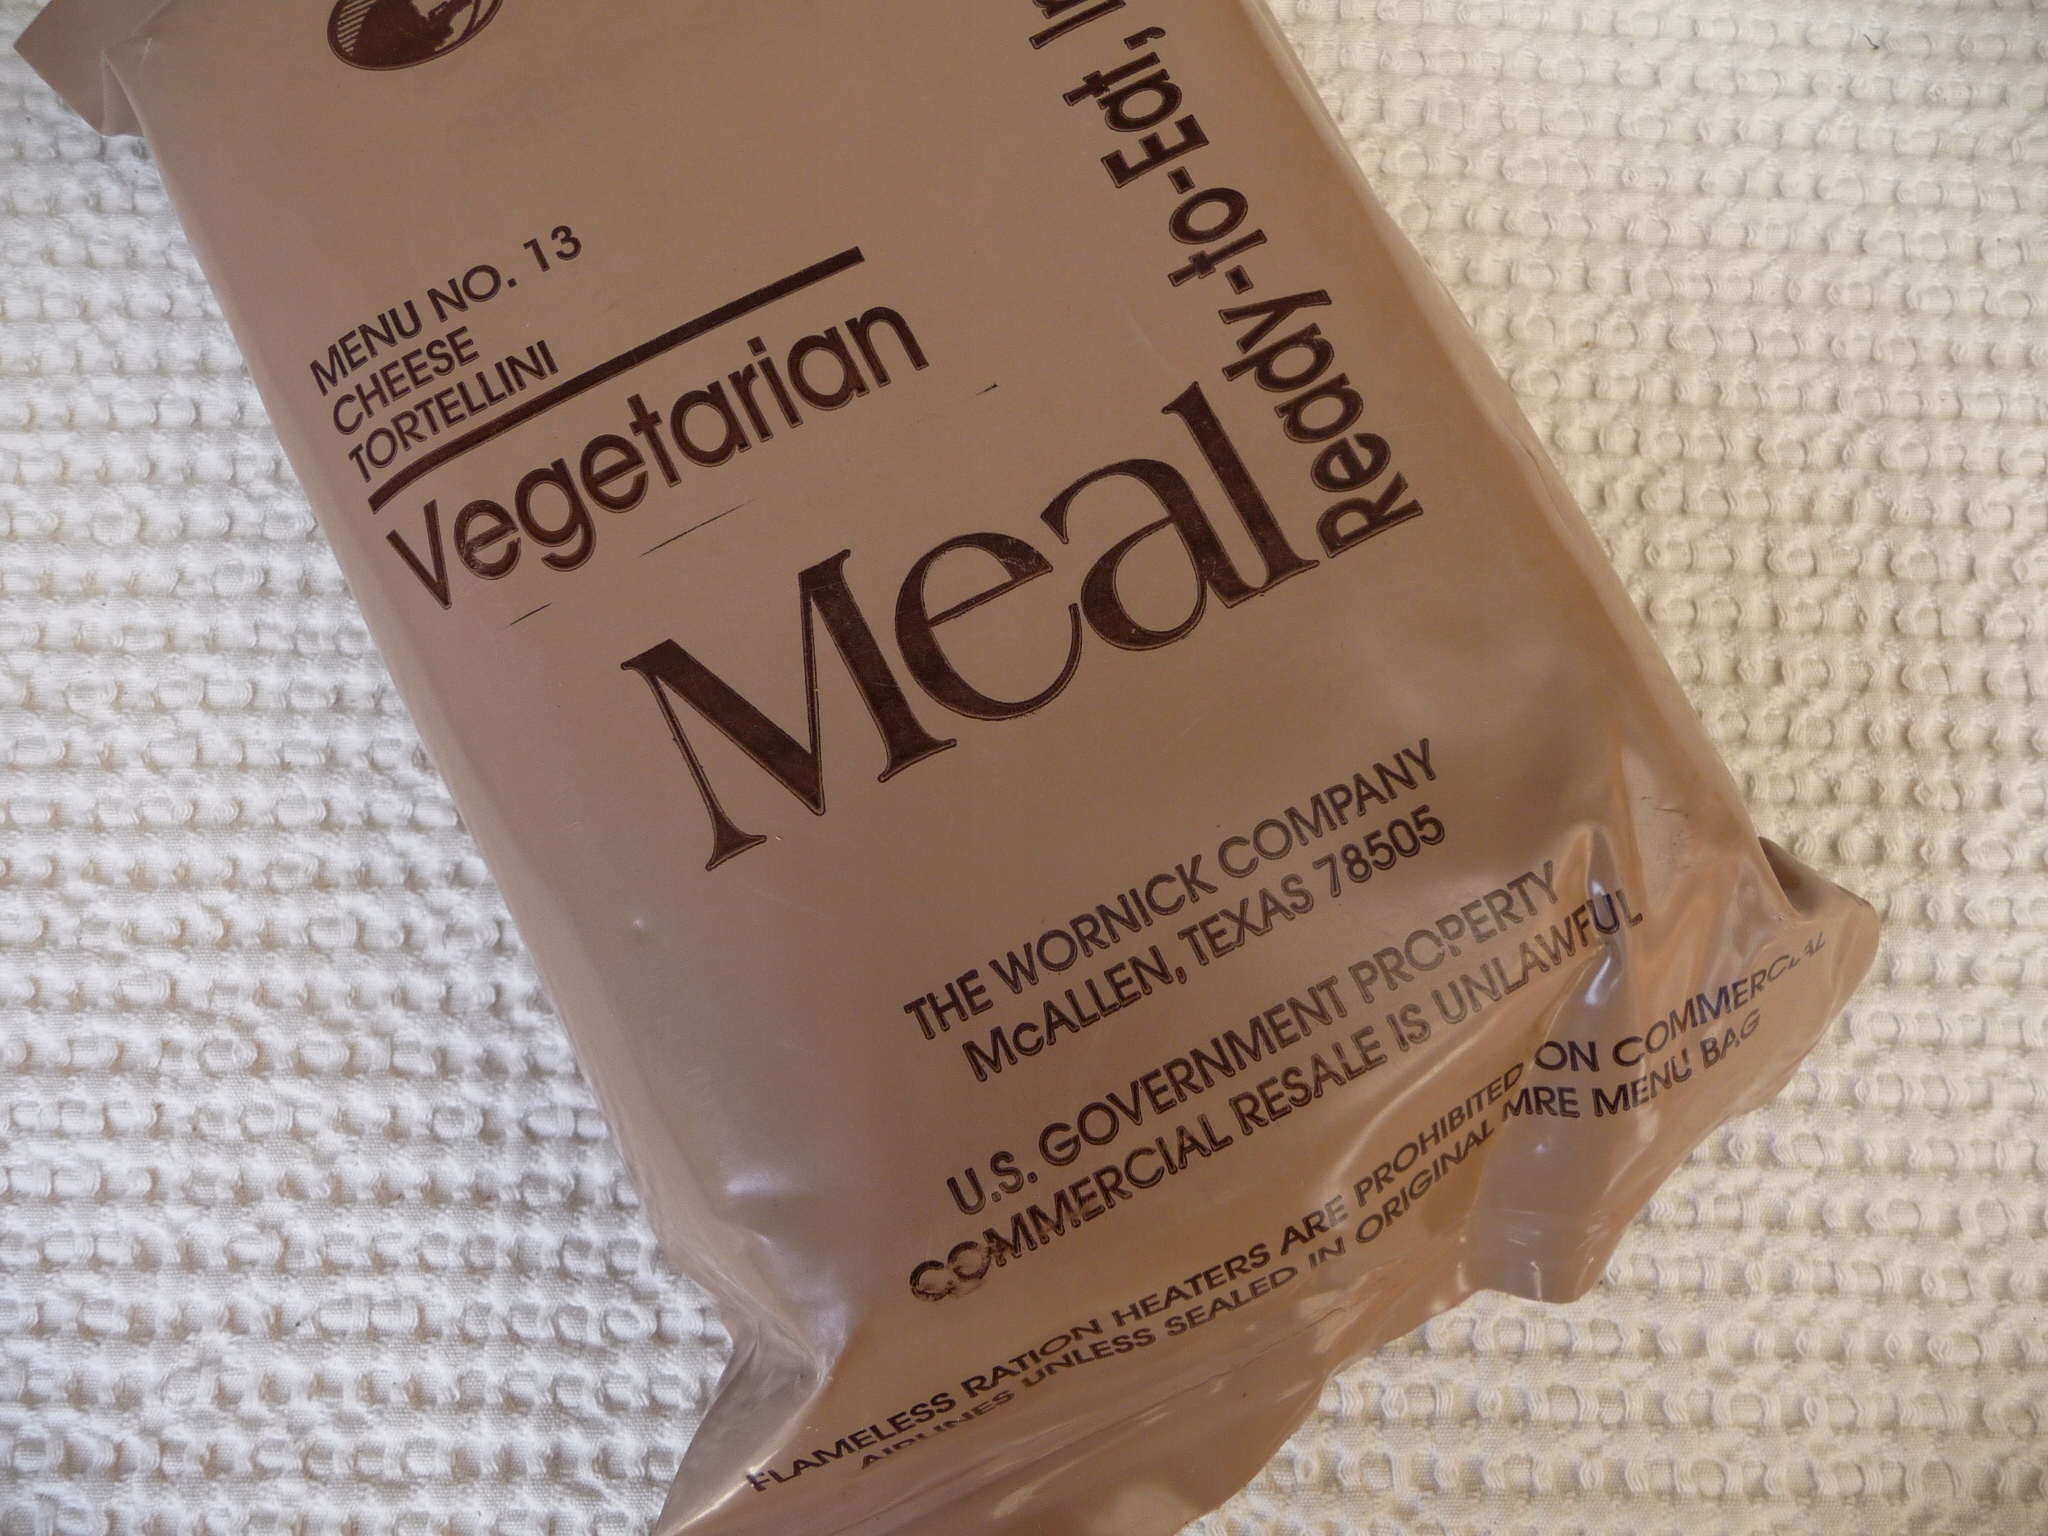 MENU NO. 13
CHEESE
TORTELLINI
Vegetarian
Meal
Ready-to-Eat,
THE WORNICK COMPANY
McALLEN, TEXAS 78505
U.S. GOVERNMENT PROPERTY
COMMERCIAL RESALE IS UNLAWFUL
FLAMELESS RATION HEATERS ARE PROHIBITED ON COMMERCIAL
AIRLINES UNLESS SEALED IN ORIGINAL MRE MENU BAG